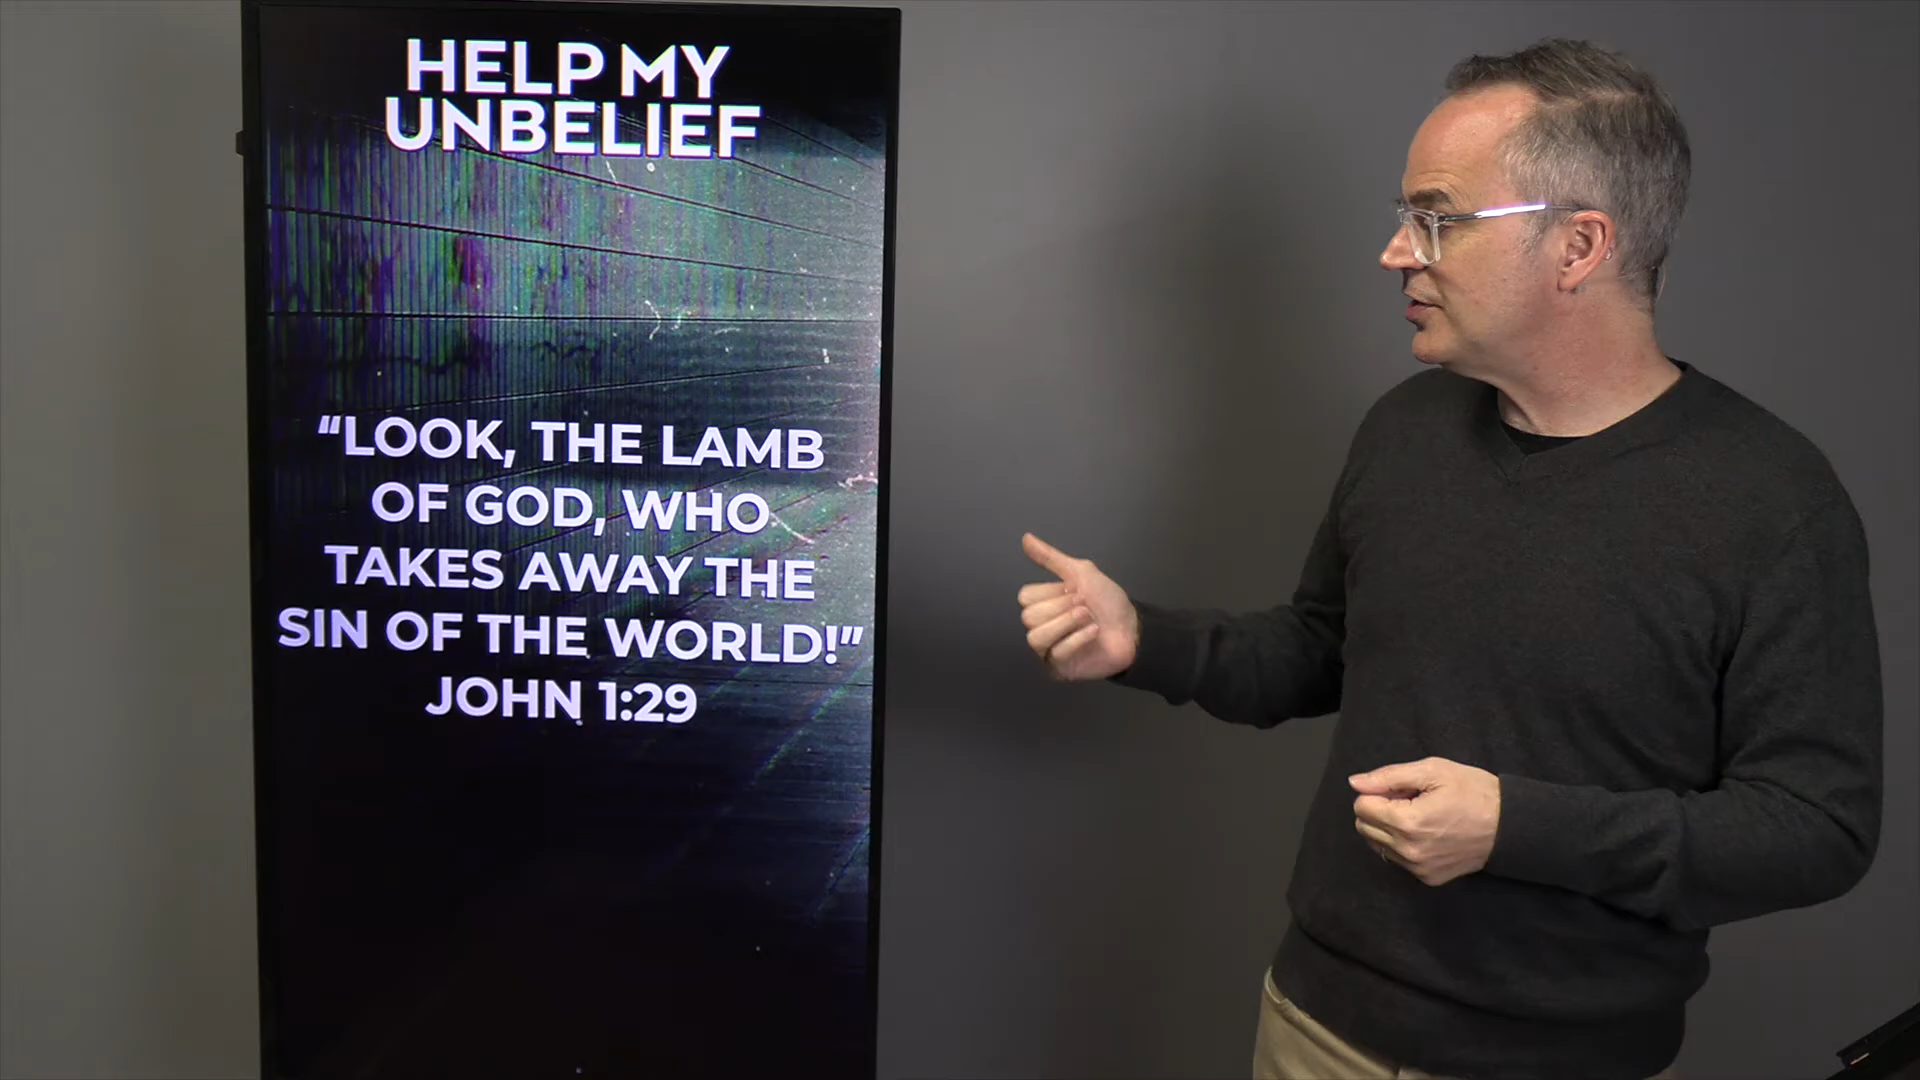 HELP MY
UNBELIEF
“LOOK, THE LAMB
OF GOD, WHO
TAKES AWAY THE
SIN OF THE WORLD!”
JOHN 1:29